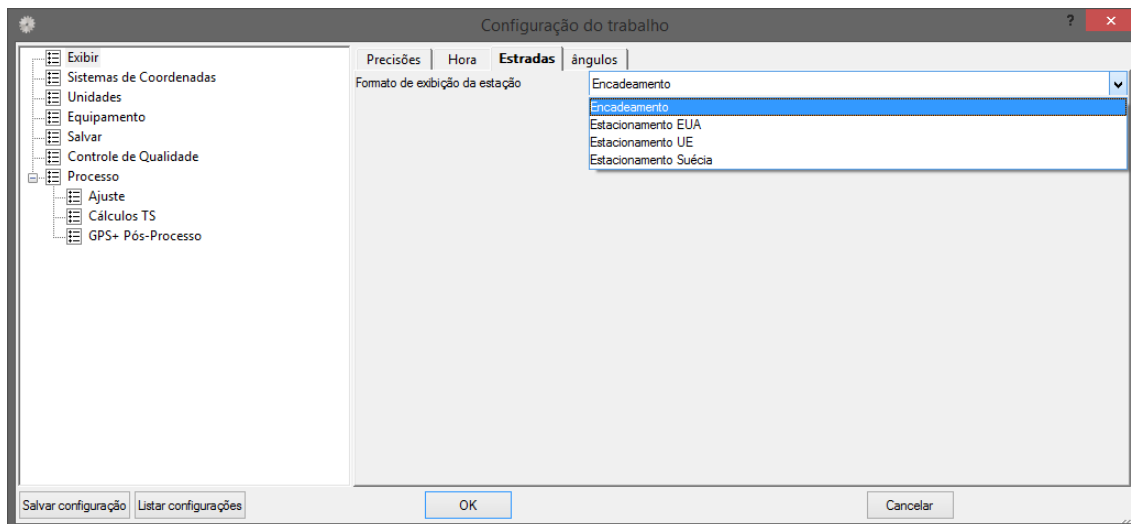 Configuração do trabalho
?
Exibir
Sistemas de Coordenadas
Unidades
Equipamento
Salvar
Controle de Qualidade
Processo
Ajuste
Cálculos TS
GPS+ Pós-Processo
Precisões Hora Estradas ângulos
Formato de exibição da estação Encadeamento
Encadeamento
Estacionamento EUA
Estacionamento UE
Estacionamento Suécia
Salvar configuração Listar configurações OK Cancelar